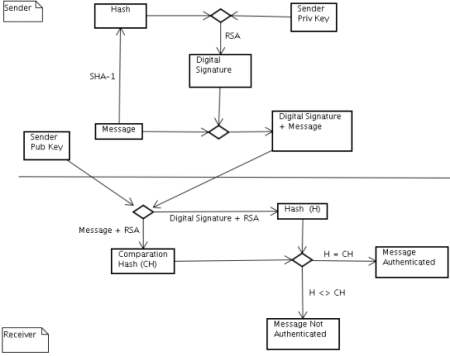 Sender
Hash
Sender
Priv Key
RSA
Digital
Signature
SHA-1
Message
Digital Signature
+ Message
Sender
Pub Key
Hash (H)
Digital Signature + RSA
Message + RSA
Comparation
Hash (CH)
H = CH
Message
Authenticated
H <> CH
Message Not
Authenticated
Receiver